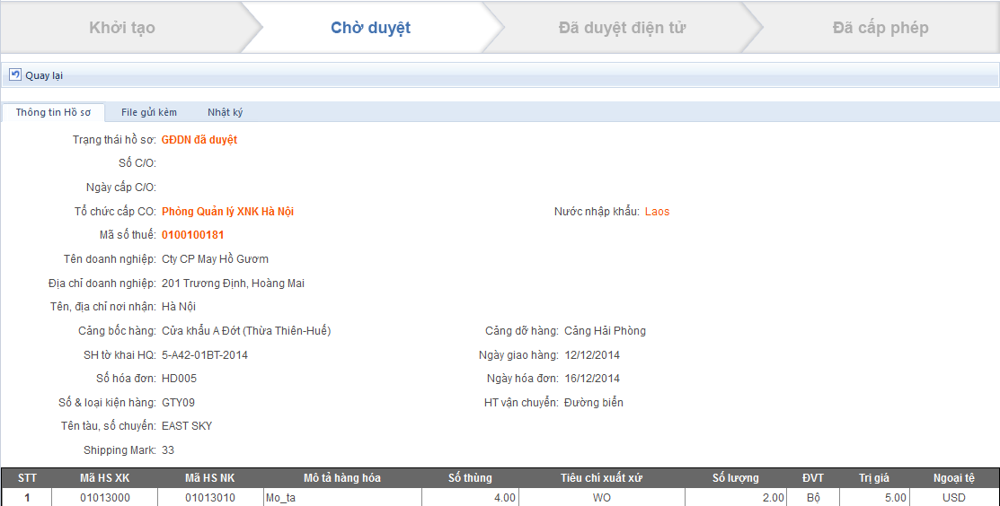 Khởi tạo Chờ duyệt Đã duyệt điện tử Đã cấp phép
Quay lại
Thông tin Hồ sơ File gửi kèm Nhật ký
Trạng thái hồ sơ: GĐDN đã duyệt
Số C/O:
Ngày cấp C/O:
Tổ chức cấp CO: Phòng Quản lý XNK Hà Nội Nước nhập khẩu: Laos
Mã số thuế: 0100100181
Tên doanh nghiệp: Cty CP May Hồ Gươm
Địa chỉ doanh nghiệp: 201 Trương Định, Hoàng Mai
Tên, địa chỉ nơi nhận: Hà Nội
Cảng bốc hàng: Cửa khẩu A Đớt (Thừa Thiên-Huế) Cảng dỡ hàng: Cảng Hải Phòng
SH tờ khai HQ: 5-A42-01BT-2014 Ngày giao hàng: 12/12/2014
Số hóa đơn: HD005 Ngày hóa đơn: 16/12/2014
Số & loại kiện hàng: GTY09 HT vận chuyển: Đường biển
Tên tàu, số chuyến: EAST SKY
Shipping Mark: 33
STT Mã HS XK Mã HS NK Mô tả hàng hóa Số thùng Tiêu chí xuất xứ Số lượng ĐVT Trị giá Ngoại tệ
1 01013000 01013010 Mo_ta 4.00 WO 2.00 Bộ 5.00 USD